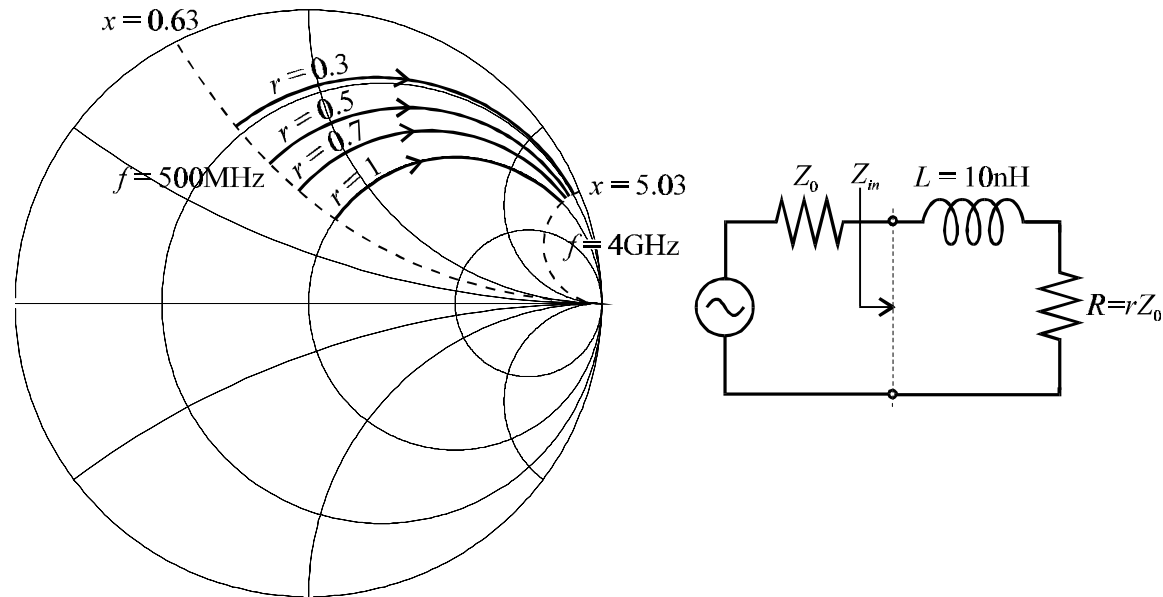 x = 0.63
r = 0.3
r = 0.5
r = 0.7
r = 1
f = 500MHz
x = 5.03
f = 4GHz
Z₀
Zᵢₙ
L = 10nH
R=rZ₀